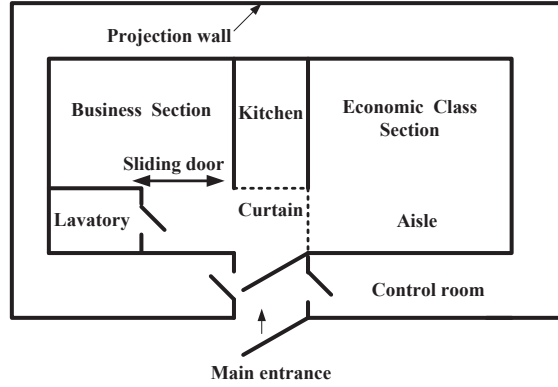 Projection wall
Business Section
Kitchen
Economic Class
Section
Sliding door
Lavatory
Curtain
Aisle
Control room
Main entrance